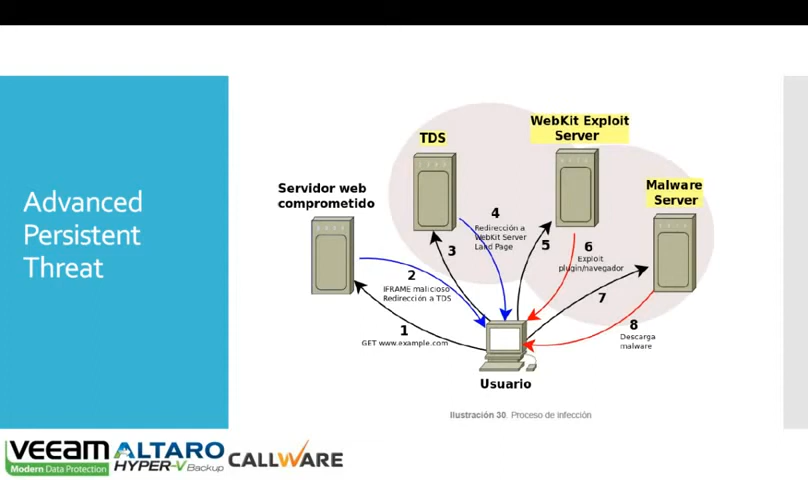 Advanced
Persistent
Threat
TDS
WebKit Exploit
Server
Malware
Server
Servidor web
comprometido
4
Redirección a
WebKit Server
Land Page
3
5
6
Exploit
plugin/navegador
2
IFRAME malicioso
Redirección a TDS
7
1
GET www.example.com
8
Descarga
malware
Usuario
Ilustración 30. Proceso de Infección
veeam
Modern Data Protection
ALTARO
HYPER-V Backup
CALLWARE